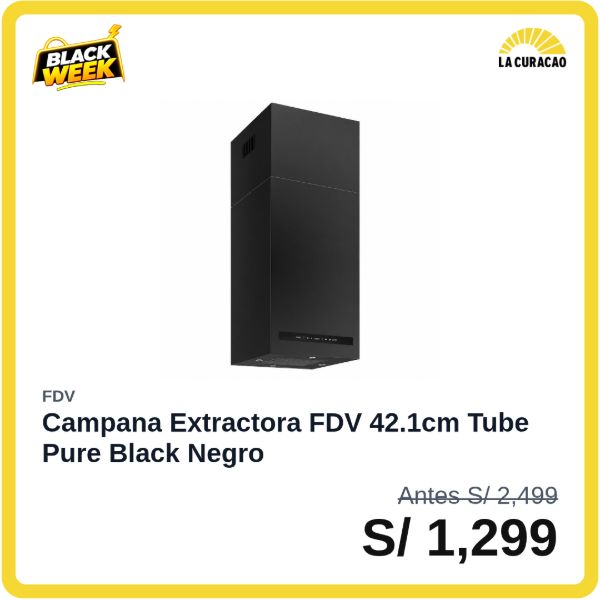 BLACK
WEEK
LA CURACAO
FDV
Campana Extractora FDV 42.1cm Tube
Pure Black Negro
Antes S/ 2,499
S/ 1,299